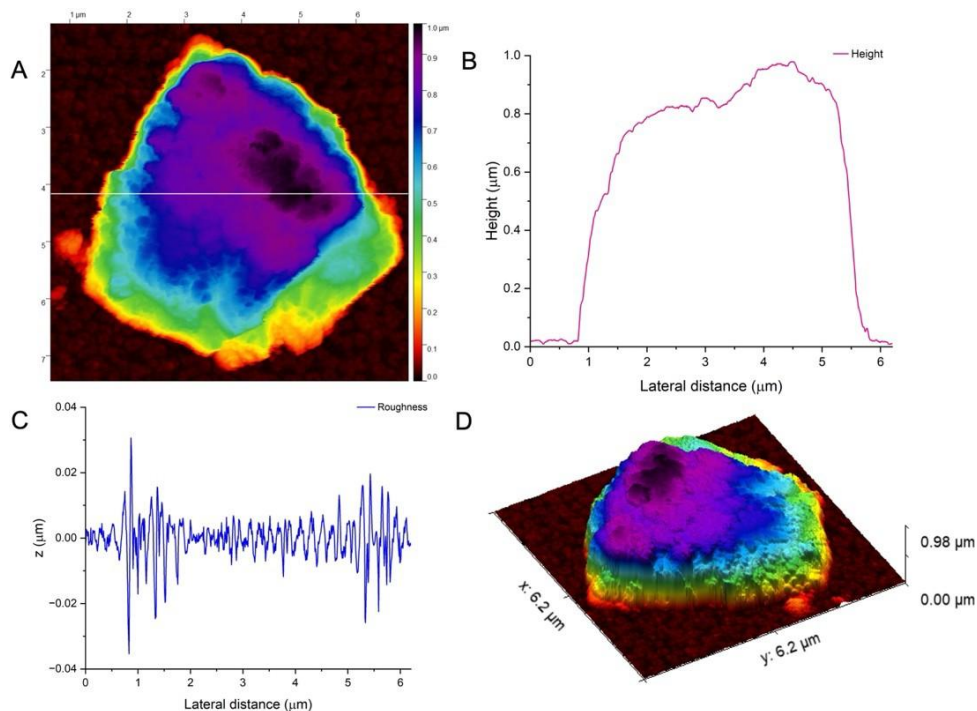 A
1 µm 2 3 4 5 6
2
3
4
5
6
7
1.0 µm
0.9
0.8
0.7
0.6
0.5
0.4
0.3
0.2
0.1
0.0
B
Height
1.0
0.8
0.6
0.4
0.2
0.0
Height (µm)
0 1 2 3 4 5 6
Lateral distance (µm)
C
Roughness
0.04
0.02
0.00
−0.02
−0.04
z (µm)
0 1 2 3 4 5 6
Lateral distance (µm)
D
0.98 µm
0.00 µm
x: 6.2 µm
y: 6.2 µm